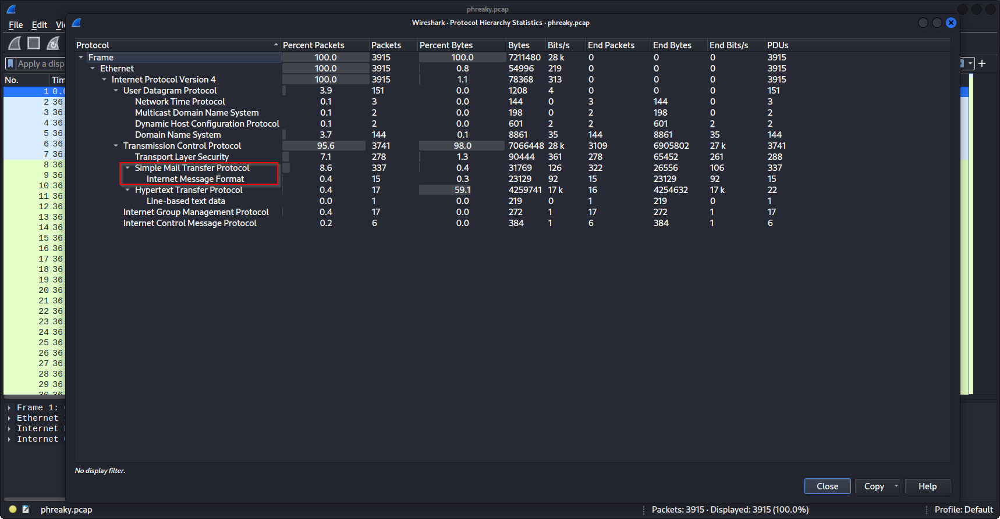 phreaky.pcap
File Edit Vi
Wireshark · Protocol Hierarchy Statistics · phreaky.pcap
Apply a disp
No. Tim
1 0.0
2 36
3 36
4 36
5 36
6 36
7 36
8 36
9 36
10 36
11 36
12 36
13 36
14 36
15 36
16 36
17 36
18 36
19 36
20 36
21 36
22 36
23 36
24 36
25 36
26 36
27 36
28 36
29 36
30 36
Protocol Percent Packets Packets Percent Bytes Bytes Bits/s End Packets End Bytes End Bits/s PDUs
Frame 100.0 3915 100.0 7211480 28 k 0 0 0 3915
Ethernet 100.0 3915 0.8 54996 219 0 0 0 3915
Internet Protocol Version 4 100.0 3915 1.1 78368 313 0 0 0 3915
User Datagram Protocol 3.9 151 0.0 1208 4 0 0 0 151
Network Time Protocol 0.1 3 0.0 144 0 3 144 0 3
Multicast Domain Name System 0.1 2 0.0 198 0 2 198 0 2
Dynamic Host Configuration Protocol 0.1 2 0.0 601 2 2 601 2 2
Domain Name System 3.7 144 0.1 8861 35 144 8861 35 144
Transmission Control Protocol 95.6 3741 98.0 7066448 28 k 3109 6905802 27 k 3741
Transport Layer Security 7.1 278 1.3 90444 361 278 65452 261 288
Simple Mail Transfer Protocol 8.6 337 0.4 31769 126 322 26556 106 337
Internet Message Format 0.4 15 0.3 23129 92 15 23129 92 15
Hypertext Transfer Protocol 0.4 17 59.1 4259741 17 k 16 4254632 17 k 22
Line-based text data 0.0 1 0.0 219 0 1 219 0 1
Internet Group Management Protocol 0.4 17 0.0 272 1 17 272 1 17
Internet Control Message Protocol 0.2 6 0.0 384 1 6 384 1 6
Frame 1:
Ethernet
Internet
Internet
No display filter.
Close Copy Help
phreaky.pcap
Packets: 3915 · Displayed: 3915 (100.0%)
Profile: Default